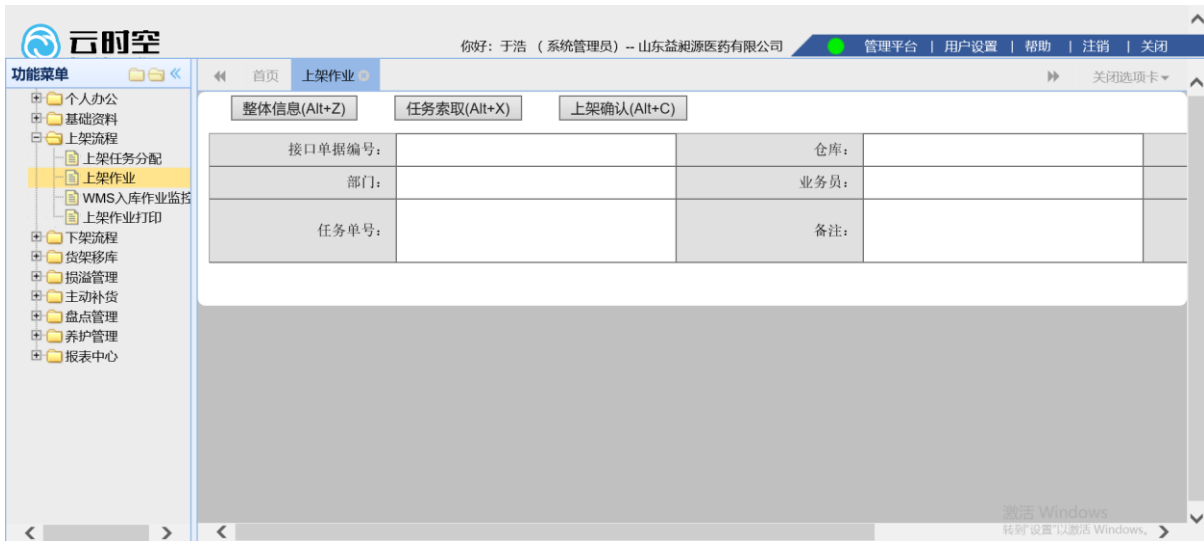 云时空
你好：于浩 （ 系统管理员）-- 山东益昶源医药有限公司
管理平台 | 用户设置 | 帮助 | 注销 | 关闭
功能菜单
首页 上架作业
关闭选项卡
个人办公
基础资料
上架流程
上架任务分配
上架作业
WMS入库作业监控
上架作业打印
下架流程
货架移库
损溢管理
主动补货
盘点管理
养护管理
报表中心
整体信息(Alt+Z) 任务索取(Alt+X) 上架确认(Alt+C)
接口单据编号： 仓库：
部门： 业务员：
任务单号： 备注：
激活 Windows
转到"设置"以激活 Windows。